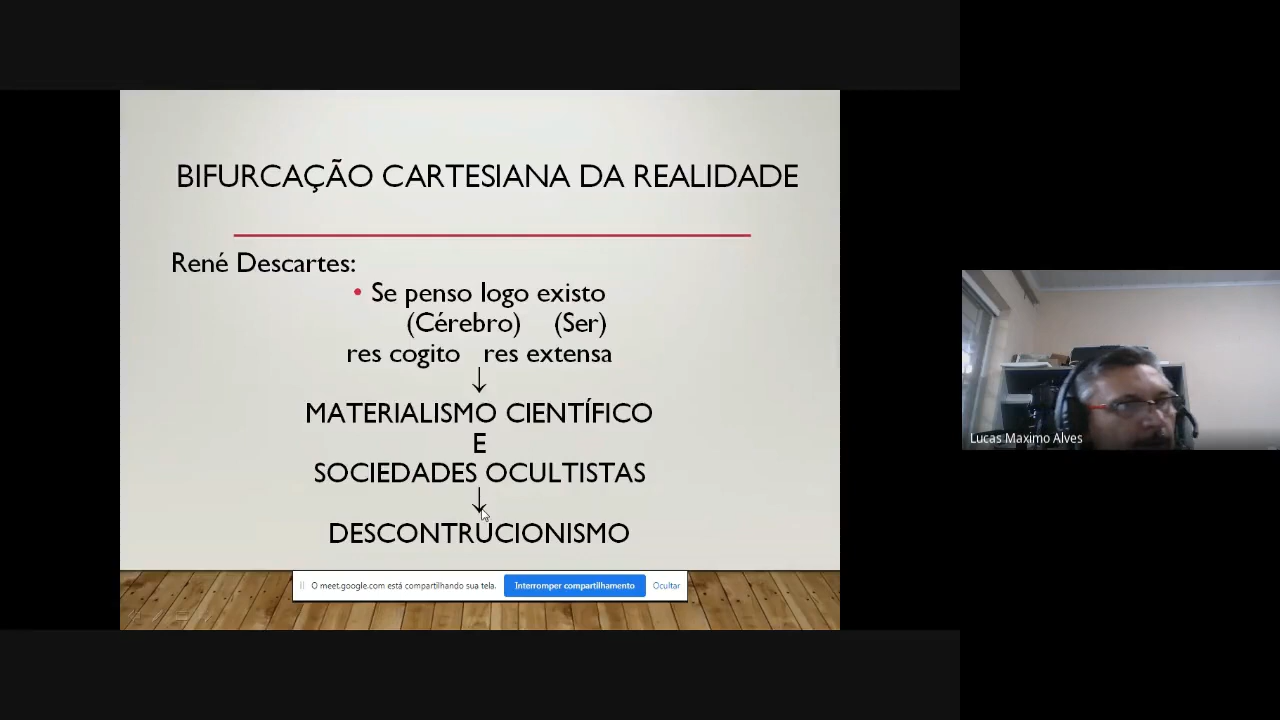 BIFURCAÇÃO CARTESIANA DA REALIDADE
René Descartes:
• Se penso logo existo
(Cérebro) (Ser)
res cogito res extensa
↓
MATERIALISMO CIENTÍFICO
E
SOCIEDADES OCULTISTAS
↓
DESCONTRUCIONISMO
O meet.google.com está compartilhando sua tela. Interromper compartilhamento Ocultar
Lucas Maximo Alves